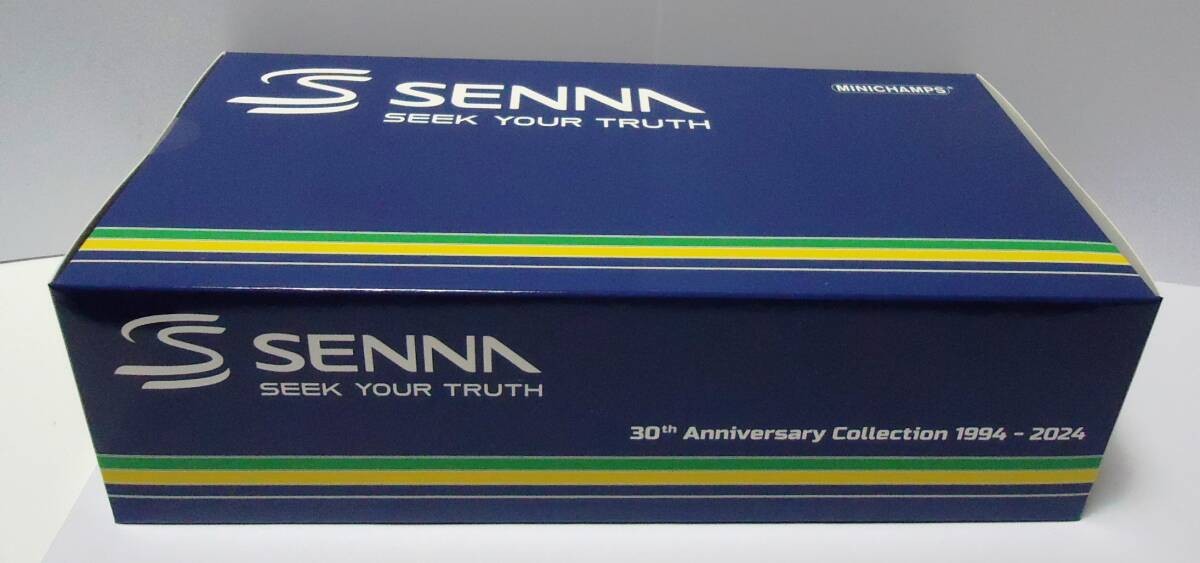 SENNA
SEEK YOUR TRUTH
MINICHAMPS®
SENNA
SEEK YOUR TRUTH
30th Anniversary Collection 1994 - 2024